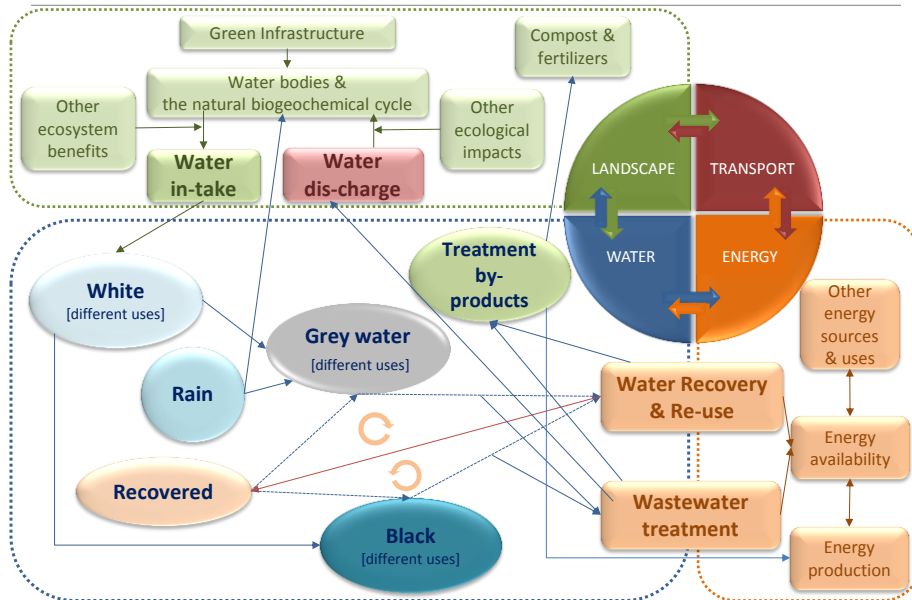 Green Infrastructure
Compost &
fertilizers
Water bodies &
the natural biogeochemical cycle
Other
ecosystem
benefits
Other
ecological
impacts
Water
in-take
Water
dis-charge
LANDSCAPE
TRANSPORT
WATER
ENERGY
Treatment
by-
products
White
[different uses]
Grey water
[different uses]
Other
energy
sources
& uses
Rain
Water Recovery
& Re-use
Energy
availability
Recovered
Wastewater
treatment
Black
[different uses]
Energy
production